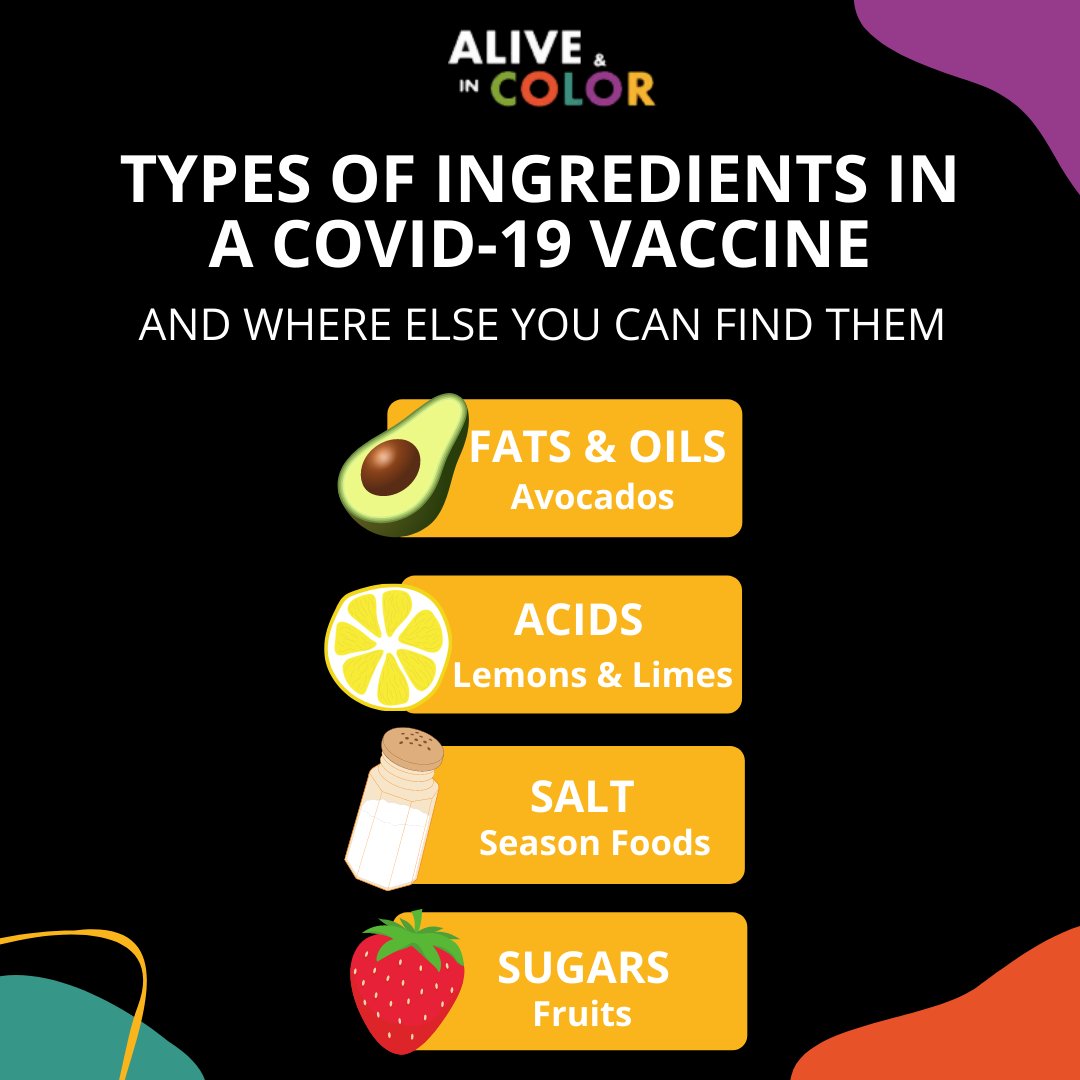 ALIVE &
IN COLOR
TYPES OF INGREDIENTS IN
A COVID-19 VACCINE
AND WHERE ELSE YOU CAN FIND THEM
FATS & OILS
Avocados
ACIDS
Lemons & Limes
SALT
Season Foods
SUGARS
Fruits